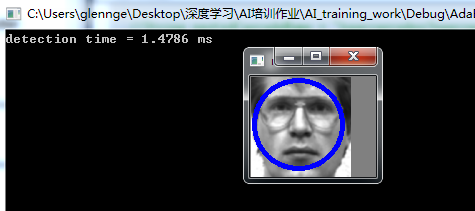 C:\Users\glennge\Desktop\深度学习\AI培训作业\AI_training_work\Debug\Ada
detection time = 1.4786 ms